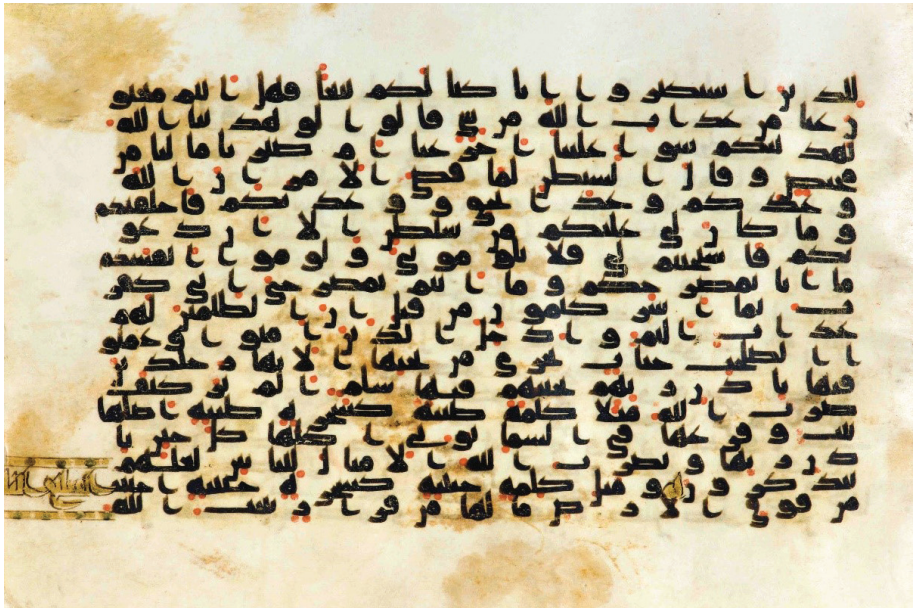 للذين استكبروا انا كنا لكم تبعا فهل انتم مغنو
ن عنا من عذاب الله من شي قالوا لو هدينا الله
لهدينكم سوا علينا اجزعنا ام صبرنا ما لنا من
محيص وقال الشيطن لما قضي الامر ان الله
وعدكم وعد الحق ووعدتكم فاخلفتكم
وما كان لي عليكم من سلطن الا ان دعو
تكم فاستجبتم لي فلا تلوموني ولوموا انفسكم
ما انا بمصرخكم وما انتم بمصرخي اني كفر
ت بما اشركتمون من قبل ان الظلمين لهم
عذاب اليم وادخل الذين امنوا وعملو
ا الصلحت جنت تجري من تحتها الانهر خلدين
فيها باذن ربهم تحيتهم فيها سلم الم تر كيف
ضرب الله مثلا كلمة طيبة كشجرة طيبة اصلها
ثبت وفرعها في السما توتي اكلها كل حين با
ذن ربها ويضرب الله الامثال للناس لعلهم
يتذكرون ومثل كلمة خبيثة كشجرة خبيثة اجتثت
من فوق الارض ما لها من قرار يثبت الله